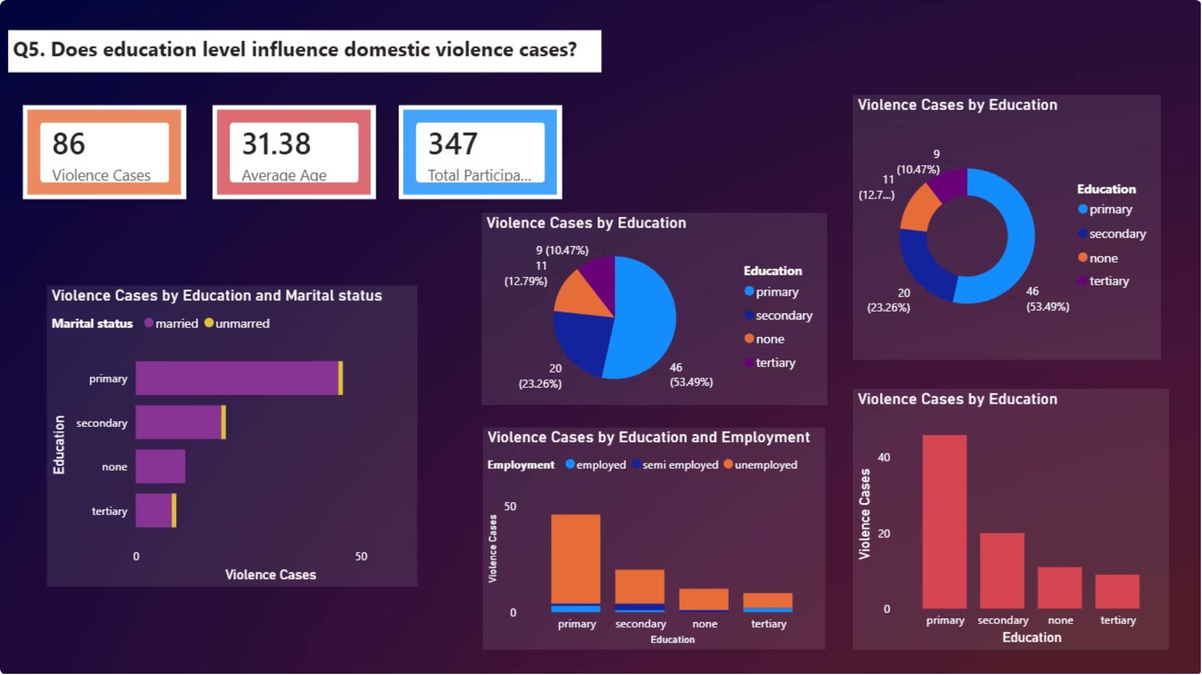 Q5. Does education level influence domestic violence cases?
86
Violence Cases
31.38
Average Age
347
Total Participa...
Violence Cases by Education and Marital status
Marital status married unmarred
primary
secondary
none
tertiary
Education
0 50
Violence Cases
Violence Cases by Education
9 (10.47%)
11
(12.79%)
20
(23.26%)
46
(53.49%)
Education
primary
secondary
none
tertiary
Violence Cases by Education and Employment
Employment employed semi employed unemployed
Violence Cases
50
0
primary secondary none tertiary
Education
Violence Cases by Education
9
(10.47%)
11
(12.7...)
20
(23.26%)
46
(53.49%)
Education
primary
secondary
none
tertiary
Violence Cases by Education
Violence Cases
40
20
0
primary secondary none tertiary
Education